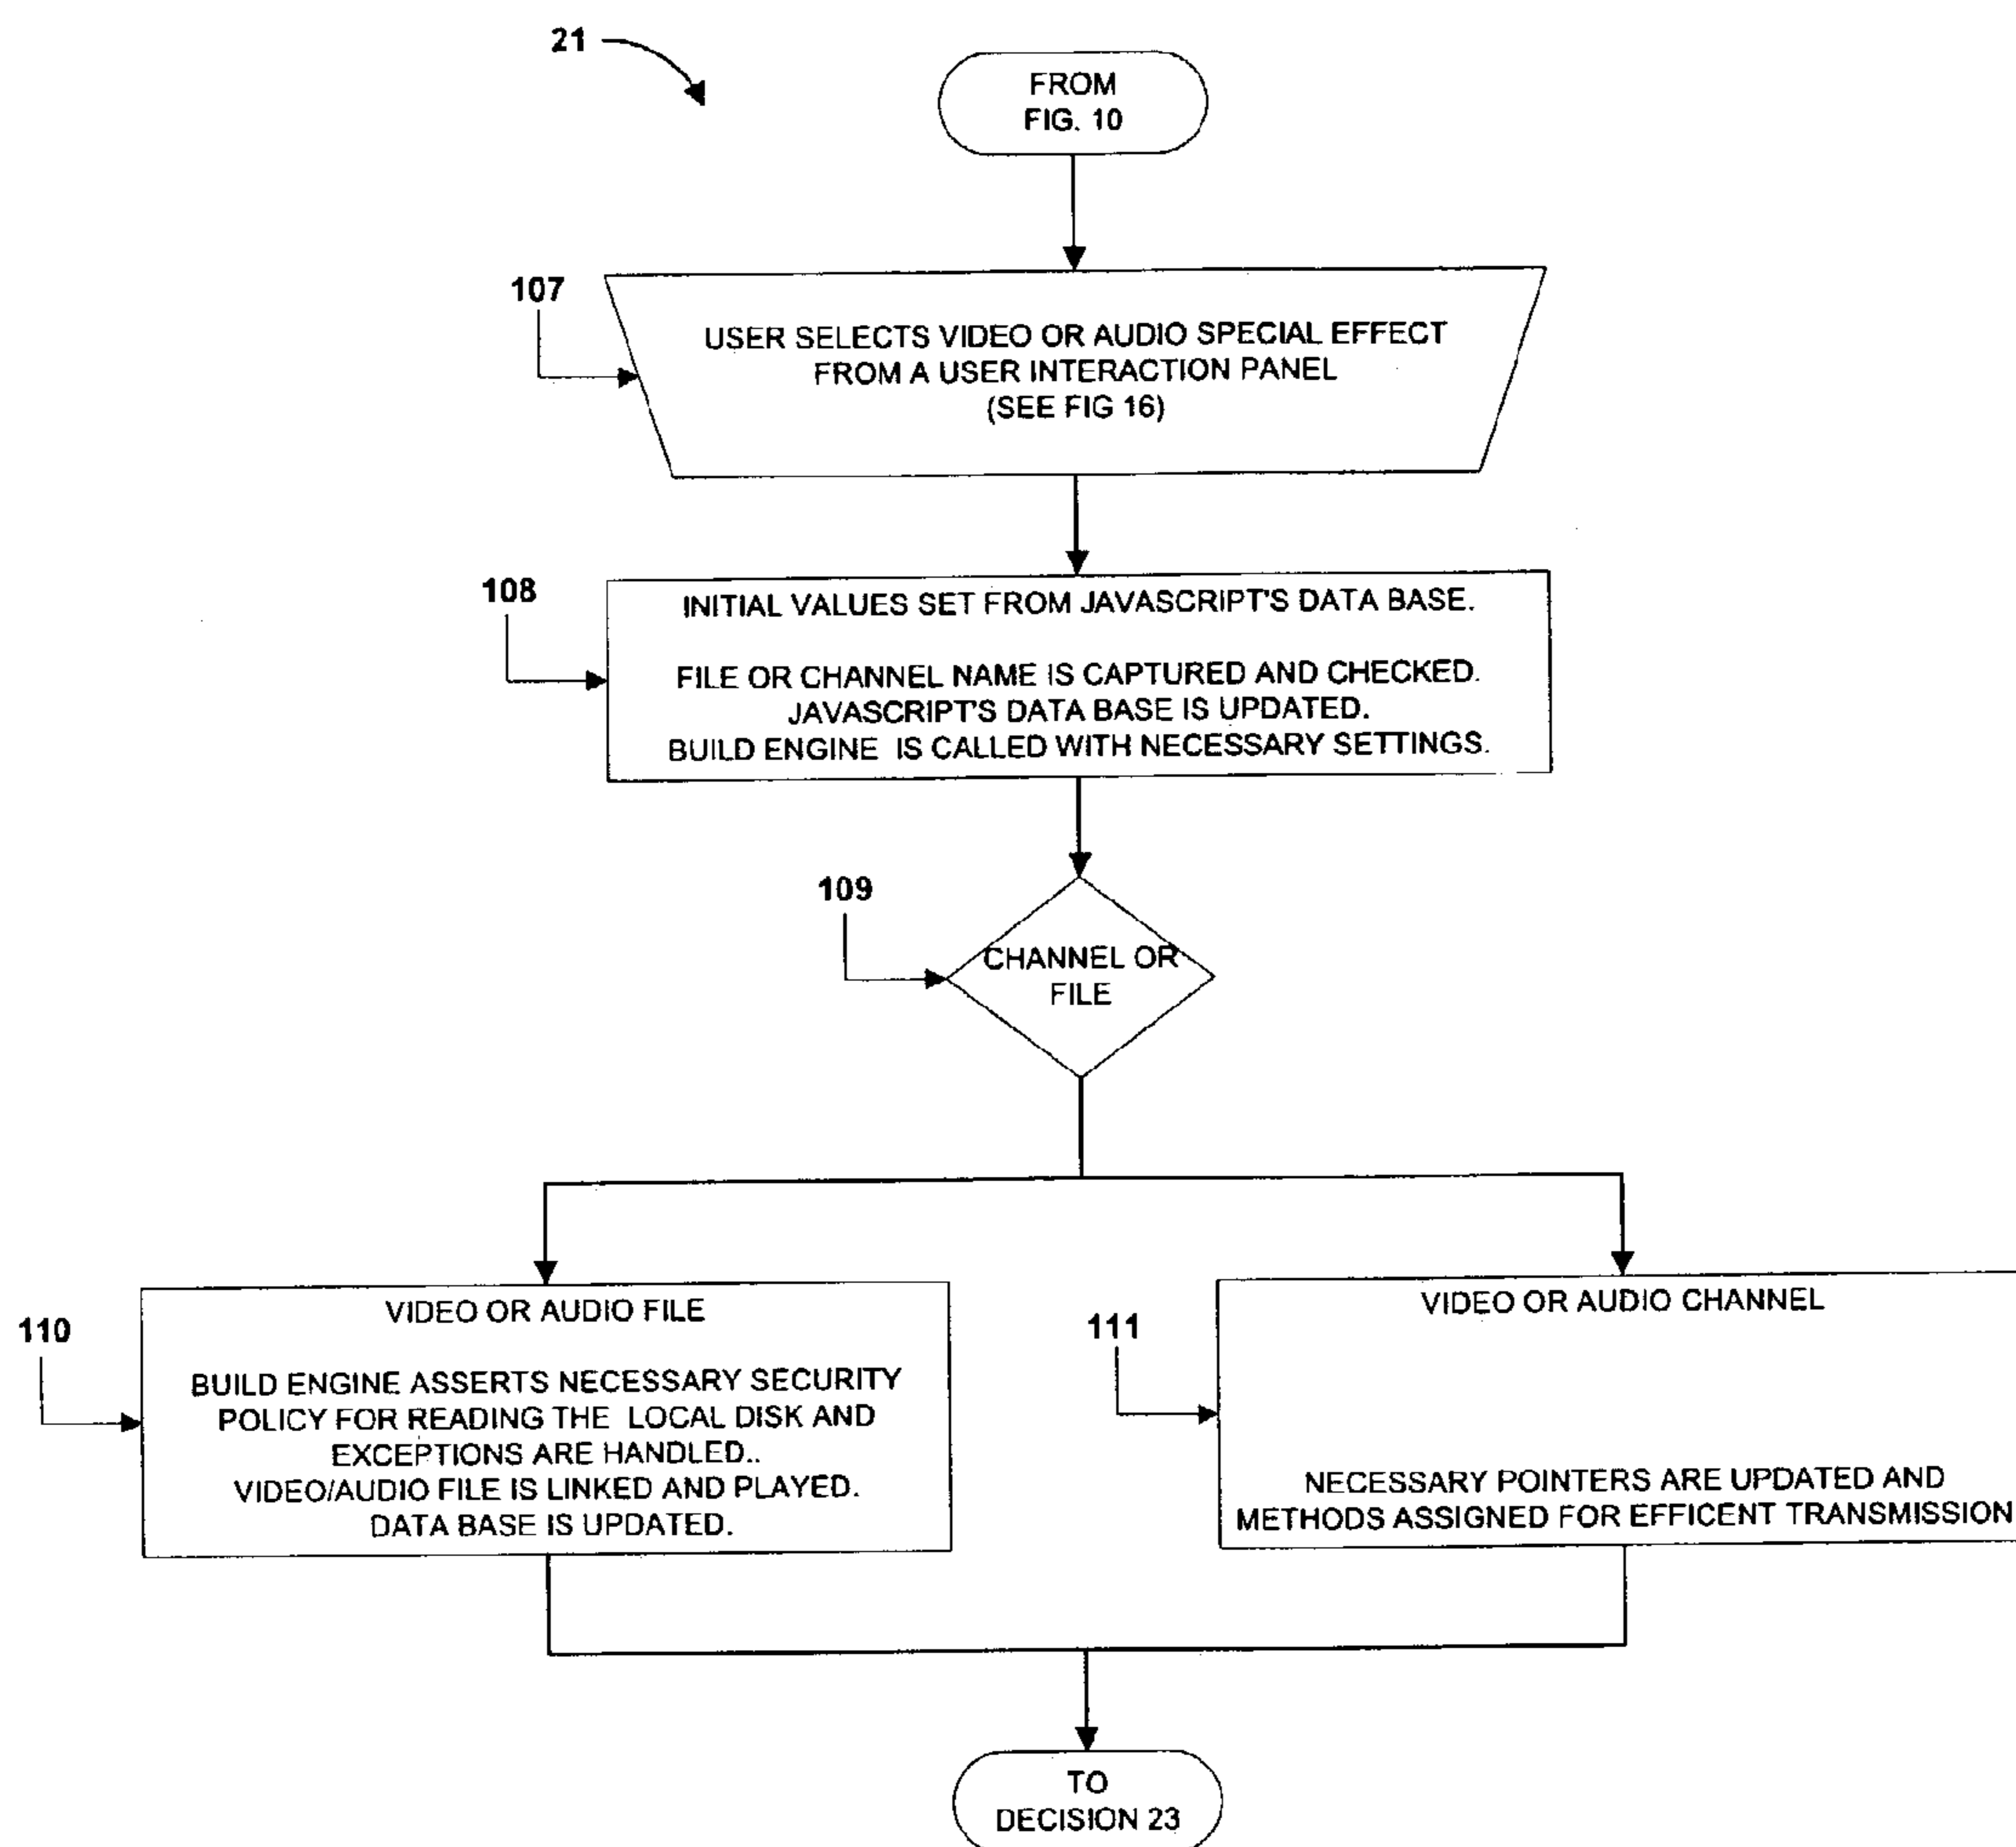 21
FROM
FIG. 10
107
USER SELECTS VIDEO OR AUDIO SPECIAL EFFECT
FROM A USER INTERACTION PANEL
(SEE FIG 16)
108
INITIAL VALUES SET FROM JAVASCRIPT'S DATA BASE.
FILE OR CHANNEL NAME IS CAPTURED AND CHECKED.
JAVASCRIPT'S DATA BASE IS UPDATED.
BUILD ENGINE IS CALLED WITH NECESSARY SETTINGS.
109
CHANNEL OR
FILE
110
VIDEO OR AUDIO FILE
BUILD ENGINE ASSERTS NECESSARY SECURITY
POLICY FOR READING THE LOCAL DISK AND
EXCEPTIONS ARE HANDLED..
VIDEO/AUDIO FILE IS LINKED AND PLAYED.
DATA BASE IS UPDATED.
111
VIDEO OR AUDIO CHANNEL
NECESSARY POINTERS ARE UPDATED AND
METHODS ASSIGNED FOR EFFICENT TRANSMISSION
TO
DECISION 23